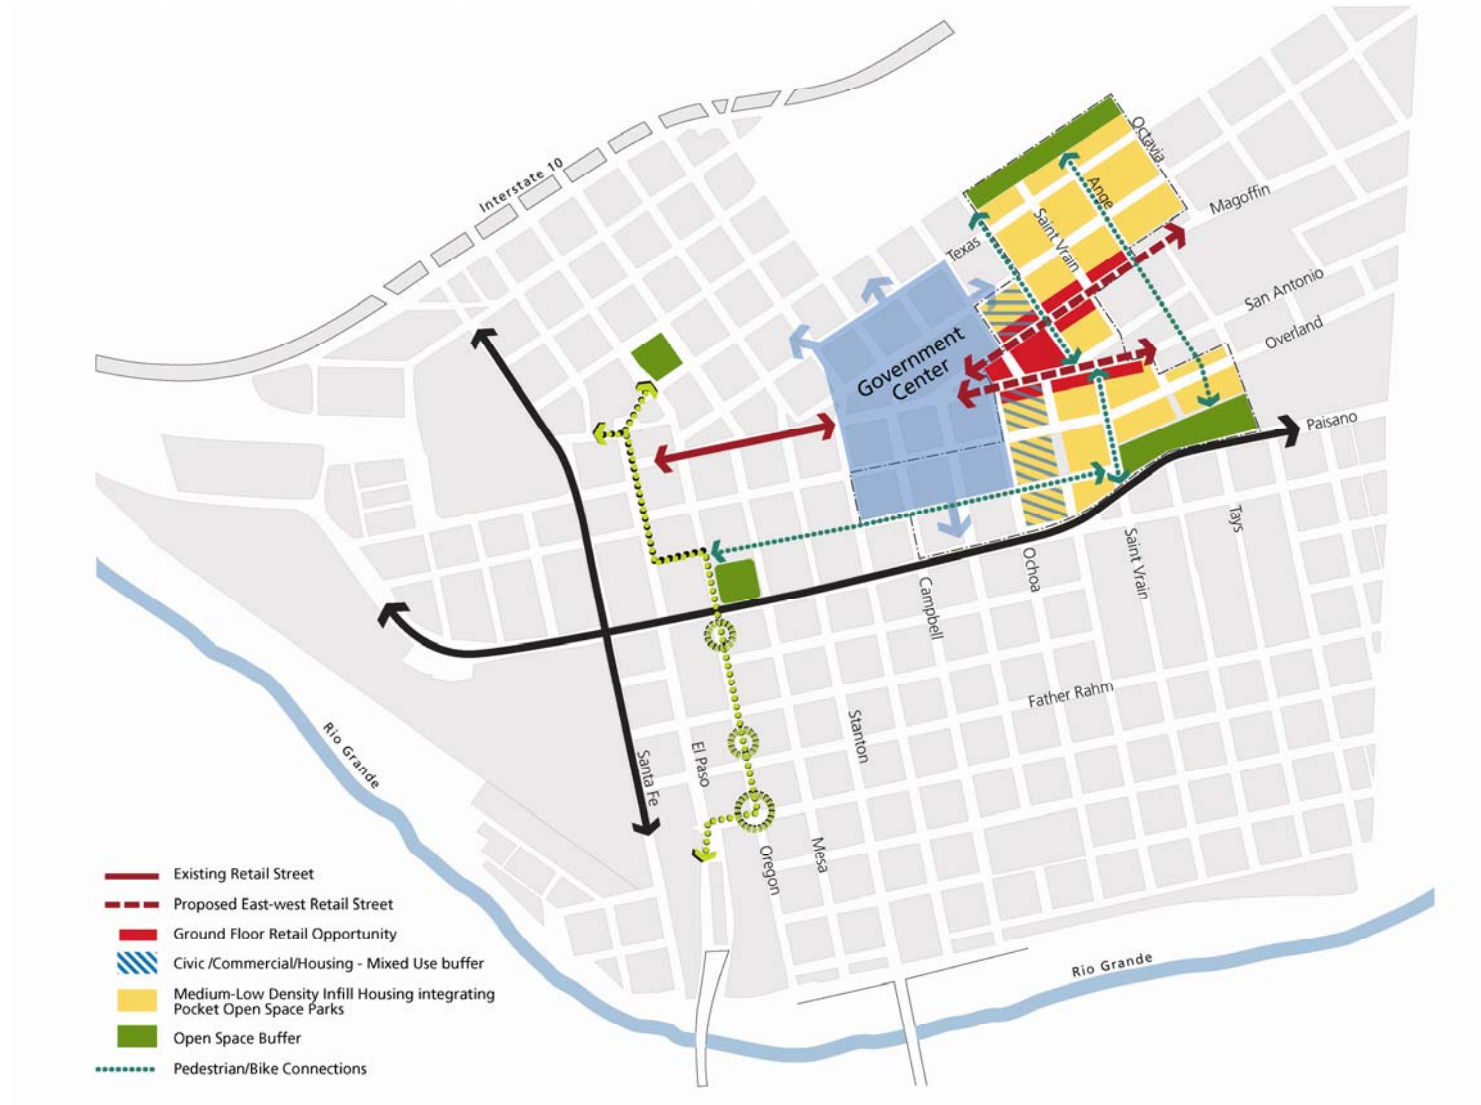 Interstate 10
Octavia
Ange
Magoffin
Saint Vrain
Texas
San Antonio
Overland
Government
Center
Paisano
Tays
Saint Vrain
Ochoa
Campbell
Father Rahm
Stanton
El Paso
Santa Fe
Rio Grande
Mesa
Oregon
Rio Grande
Existing Retail Street
Proposed East-west Retail Street
Ground Floor Retail Opportunity
Civic /Commercial/Housing - Mixed Use buffer
Medium-Low Density Infill Housing integrating
Pocket Open Space Parks
Open Space Buffer
Pedestrian/Bike Connections